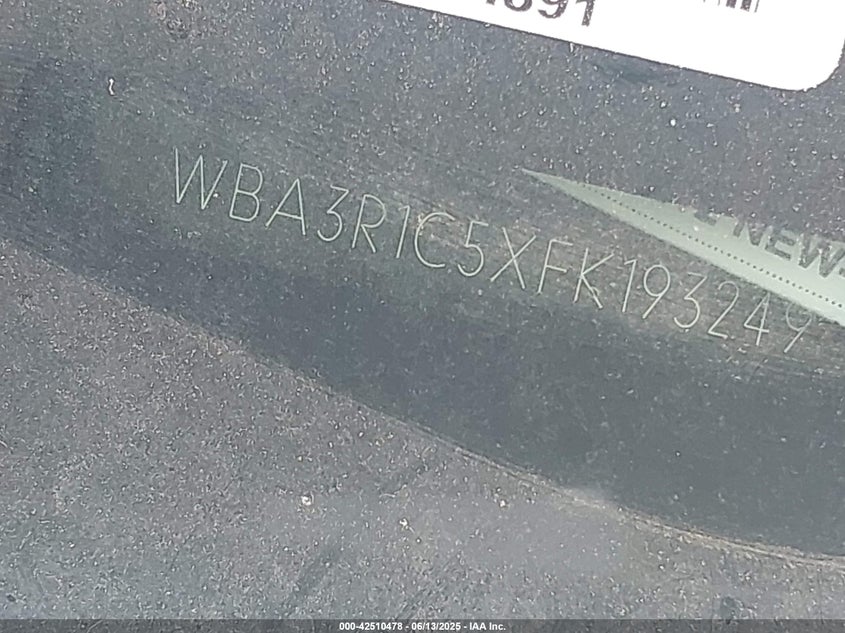 WBA3R1C5XFK193249
NEW
000-42510478 - 06/13/2025 - IAA Inc.